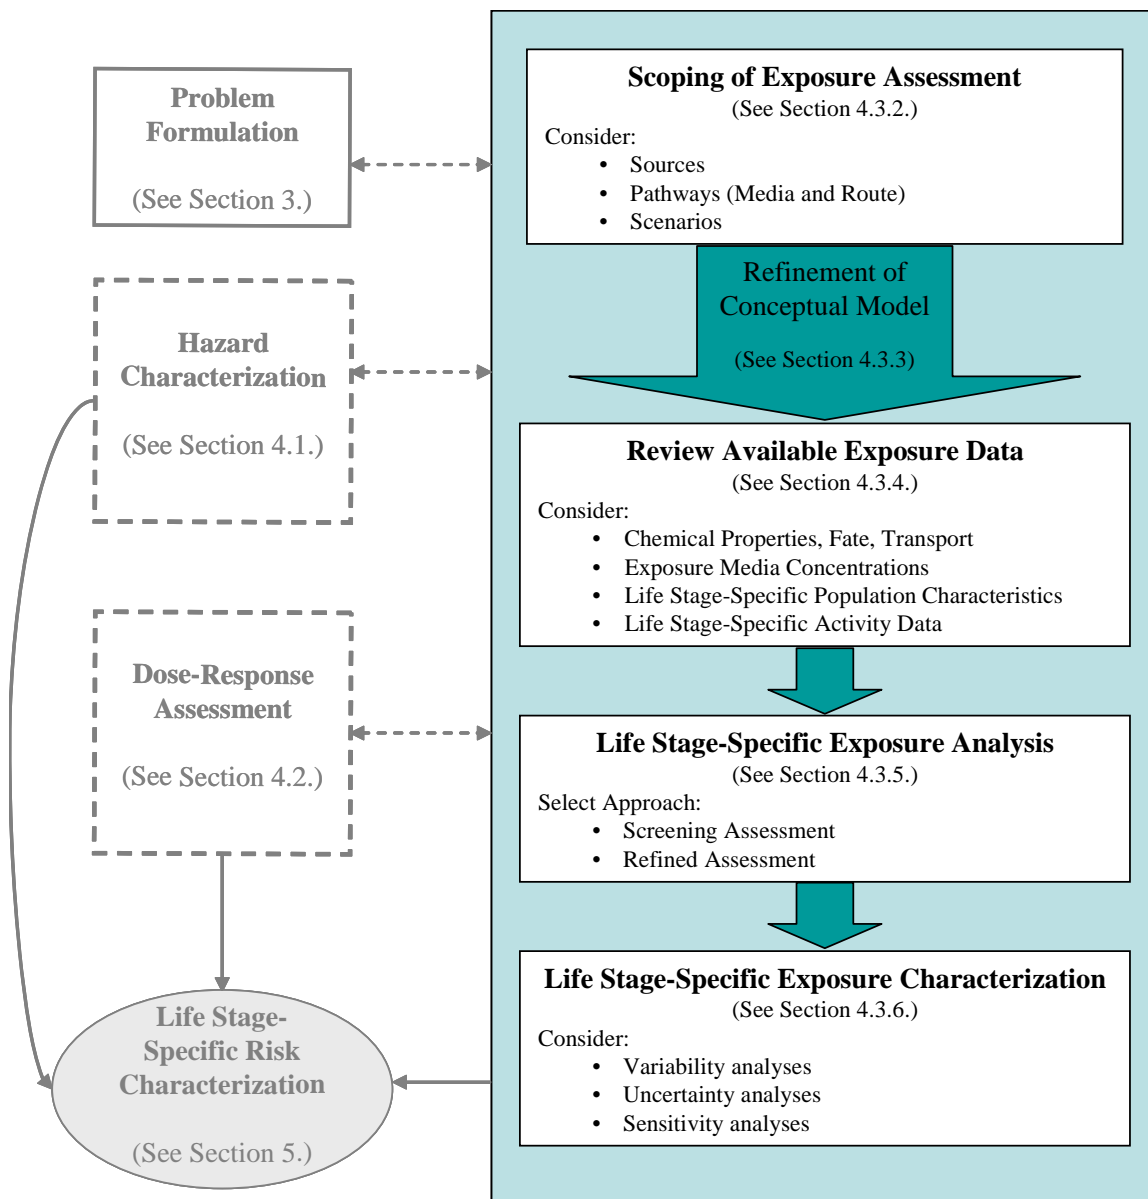 Problem
Formulation
(See Section 3.)
Hazard
Characterization
(See Section 4.1.)
Dose-Response
Assessment
(See Section 4.2.)
Life Stage-
Specific Risk
Characterization
(See Section 5.)
Scoping of Exposure Assessment
(See Section 4.3.2.)
Consider:
• Sources
• Pathways (Media and Route)
• Scenarios
Refinement of
Conceptual Model
(See Section 4.3.3)
Review Available Exposure Data
(See Section 4.3.4.)
Consider:
• Chemical Properties, Fate, Transport
• Exposure Media Concentrations
• Life Stage-Specific Population Characteristics
• Life Stage-Specific Activity Data
Life Stage-Specific Exposure Analysis
(See Section 4.3.5.)
Select Approach:
• Screening Assessment
• Refined Assessment
Life Stage-Specific Exposure Characterization
(See Section 4.3.6.)
Consider:
• Variability analyses
• Uncertainty analyses
• Sensitivity analyses